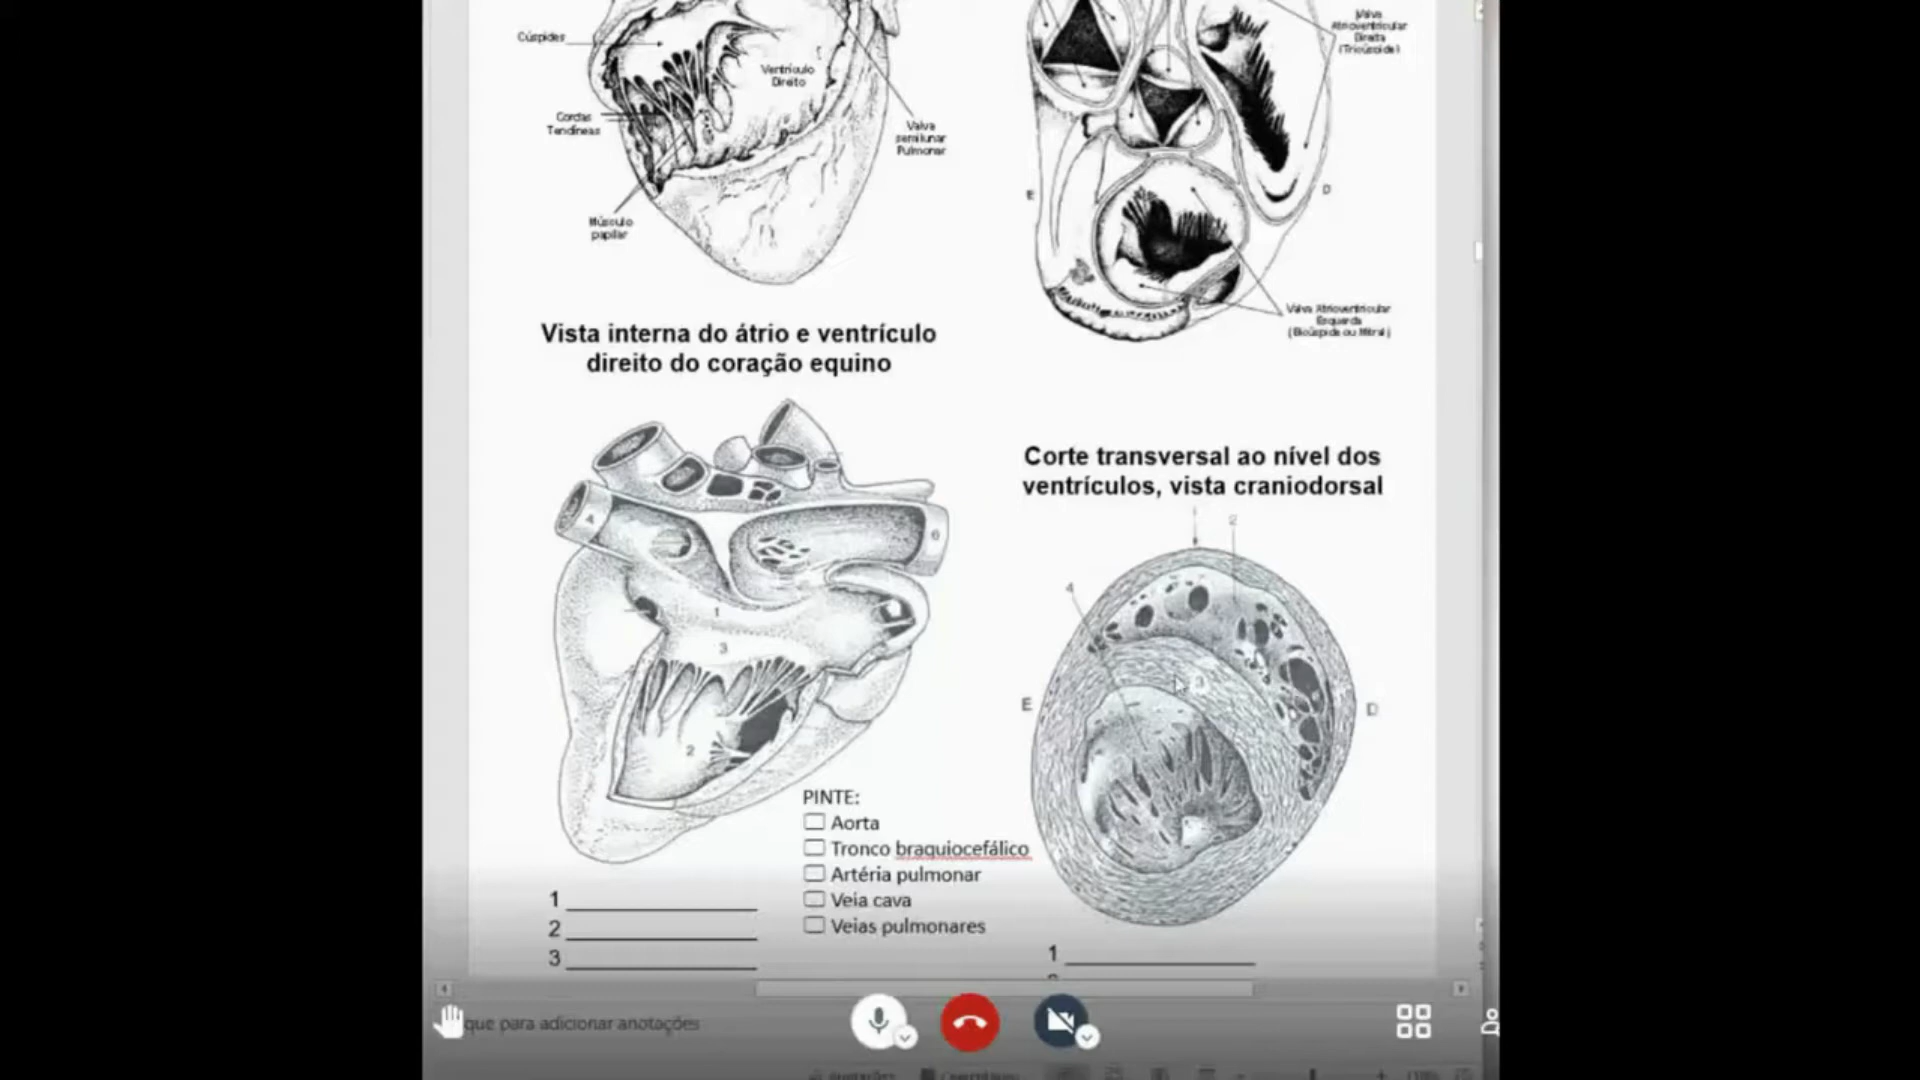 Cúspides
Ventrículo
Direito
Cordas
Tendíneas
Valva
semilunar
Pulmonar
Músculo
papilar
Valva
Atrioventricular
Direita
(Tricúspide)
E
D
Valva Atrioventricular
Esquerda
(Bicúspide ou Mitral)
Vista interna do átrio e ventrículo
direito do coração equino
Corte transversal ao nível dos
ventrículos, vista craniodorsal
A
6
1
3
2
2
4
E
D
PINTE:
Aorta
Tronco braquiocefálico
Artéria pulmonar
Veia cava
Veias pulmonares
1
2
3
1
que para adicionar anotações